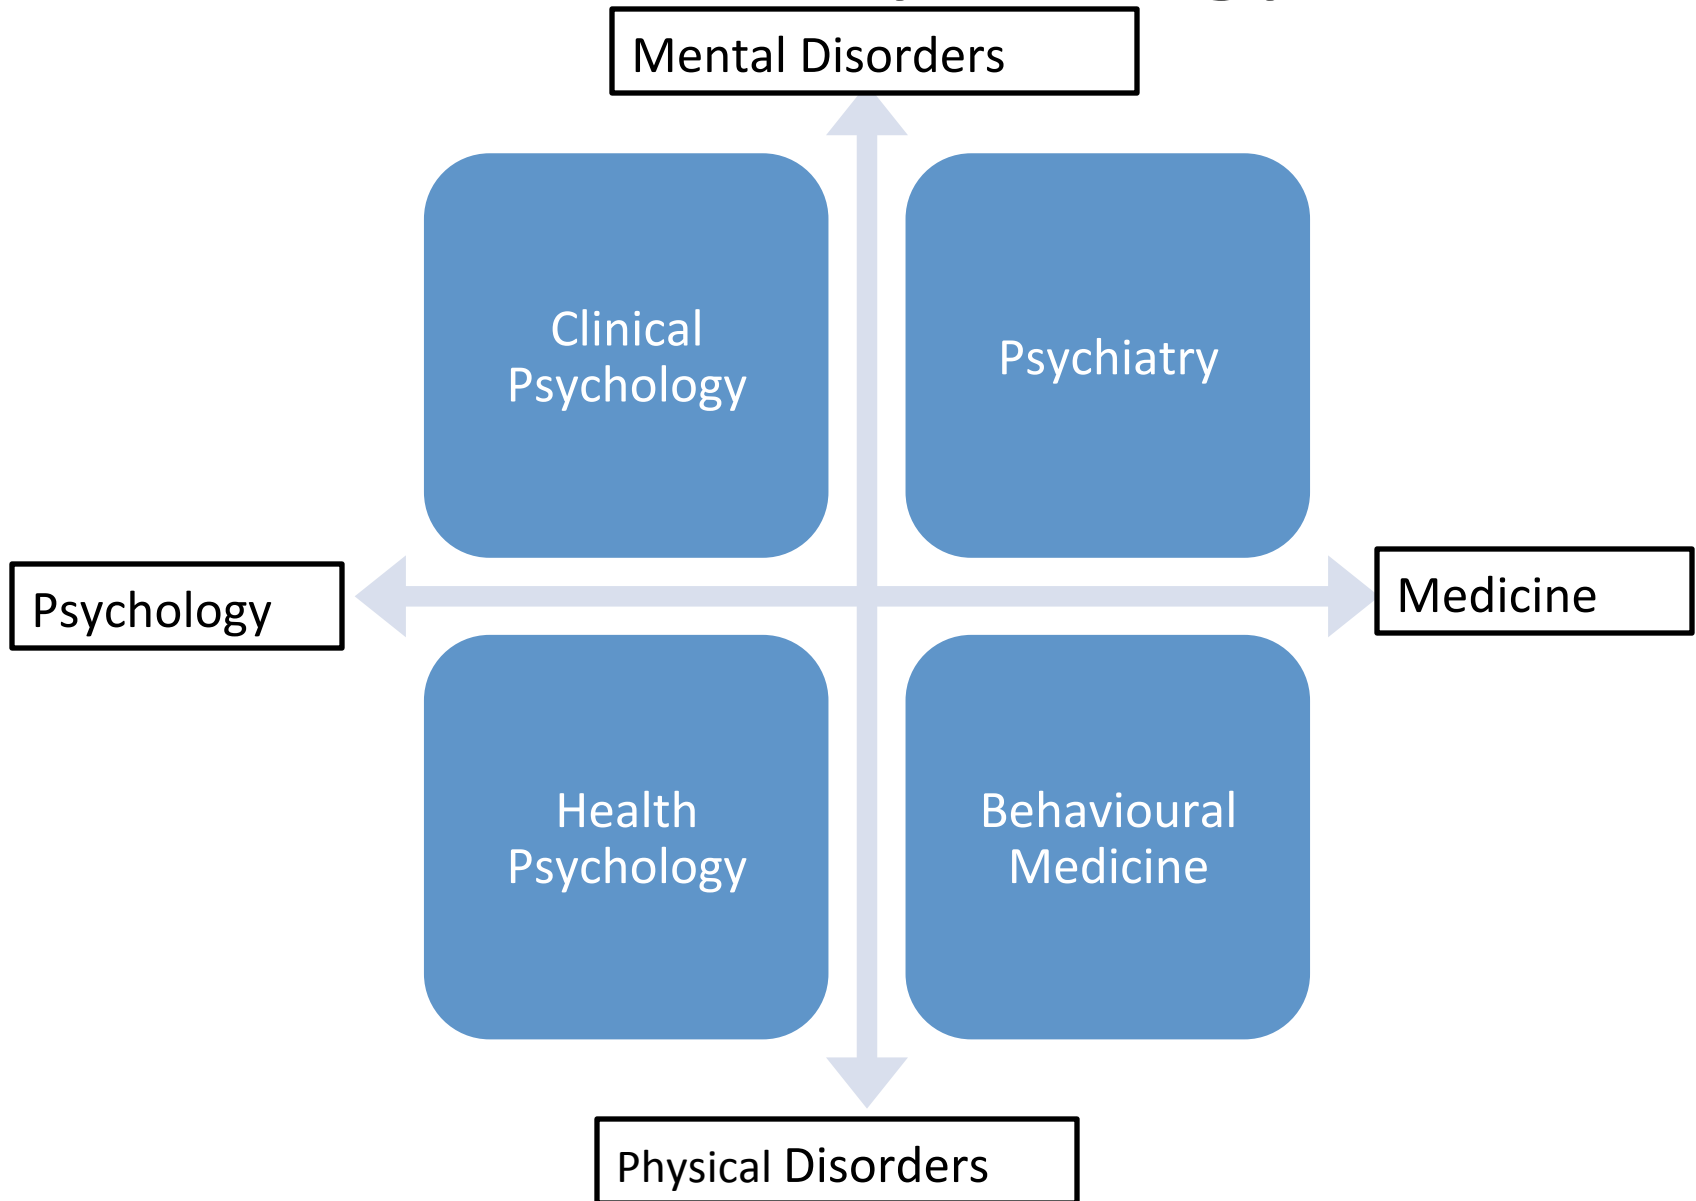 Mental Disorders
Clinical
Psychology
Psychiatry
Psychology
Medicine
Health
Psychology
Behavioural
Medicine
Physical Disorders